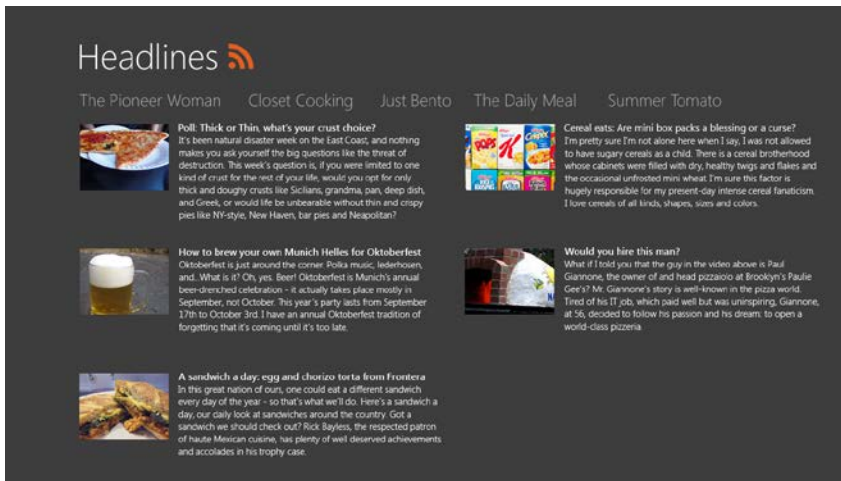 Headlines
The Pioneer Woman Closet Cooking Just Bento The Daily Meal Summer Tomato
Poll: Thick or Thin, what's your crust choice?
It's been natural disaster week on the East Coast, and nothing
makes you ask yourself the big questions like the threat of
destruction. This week's question is, if you were limited to one
kind of crust for the rest of your life, would you opt for only
thick and doughy crusts like Sicilians, grandma, pan, deep dish,
and Greek, or would life be unbearable without thin and crispy
pies like NY-style, New Haven, bar pies and Neapolitan?
How to brew your own Munich Helles for Oktoberfest
Oktoberfest is just around the corner. Polka music, lederhosen,
and...What is it? Oh, yes. Beer! Oktoberfest is Munich's annual
beer-drenched celebration - it actually takes place mostly in
September, not October. This year's party lasts from September
17th to October 3rd. I have an annual Oktoberfest tradition of
forgetting that it's coming until it's too late.
A sandwich a day: egg and chorizo torta from Frontera
In this great nation of ours, one could eat a different sandwich
every day of the year - so that's what we'll do. Here's a sandwich a
day, our daily look at sandwiches around the country. Got a
sandwich we should check out? Rick Bayless, the respected patron
of haute Mexican cuisine, has plenty of well deserved achievements
and accolades in his trophy case.
Cereal eats: Are mini box packs a blessing or a curse?
I'm pretty sure I'm not alone here when I say, I was not allowed
to have sugary cereals as a child. There is a cereal brotherhood
whose cabinets were filled with dry, healthy twigs and flakes and
the occasional unfrosted mini wheat. I'm sure this factor is
hugely responsible for my present-day intense cereal fanaticism.
I love cereals of all kinds, shapes, sizes and colors.
POPS
K
Crispix
Would you hire this man?
What if I told you that the guy in the video above is Paul
Giannone, the owner of and head pizzaiolo at Brooklyn's Paulie
Gee's? Mr. Giannone's story is well-known in the pizza world.
Tired of his IT job, which paid well but was uninspiring, Giannone,
at 56, decided to follow his passion and his dream: to open a
world-class pizzeria.